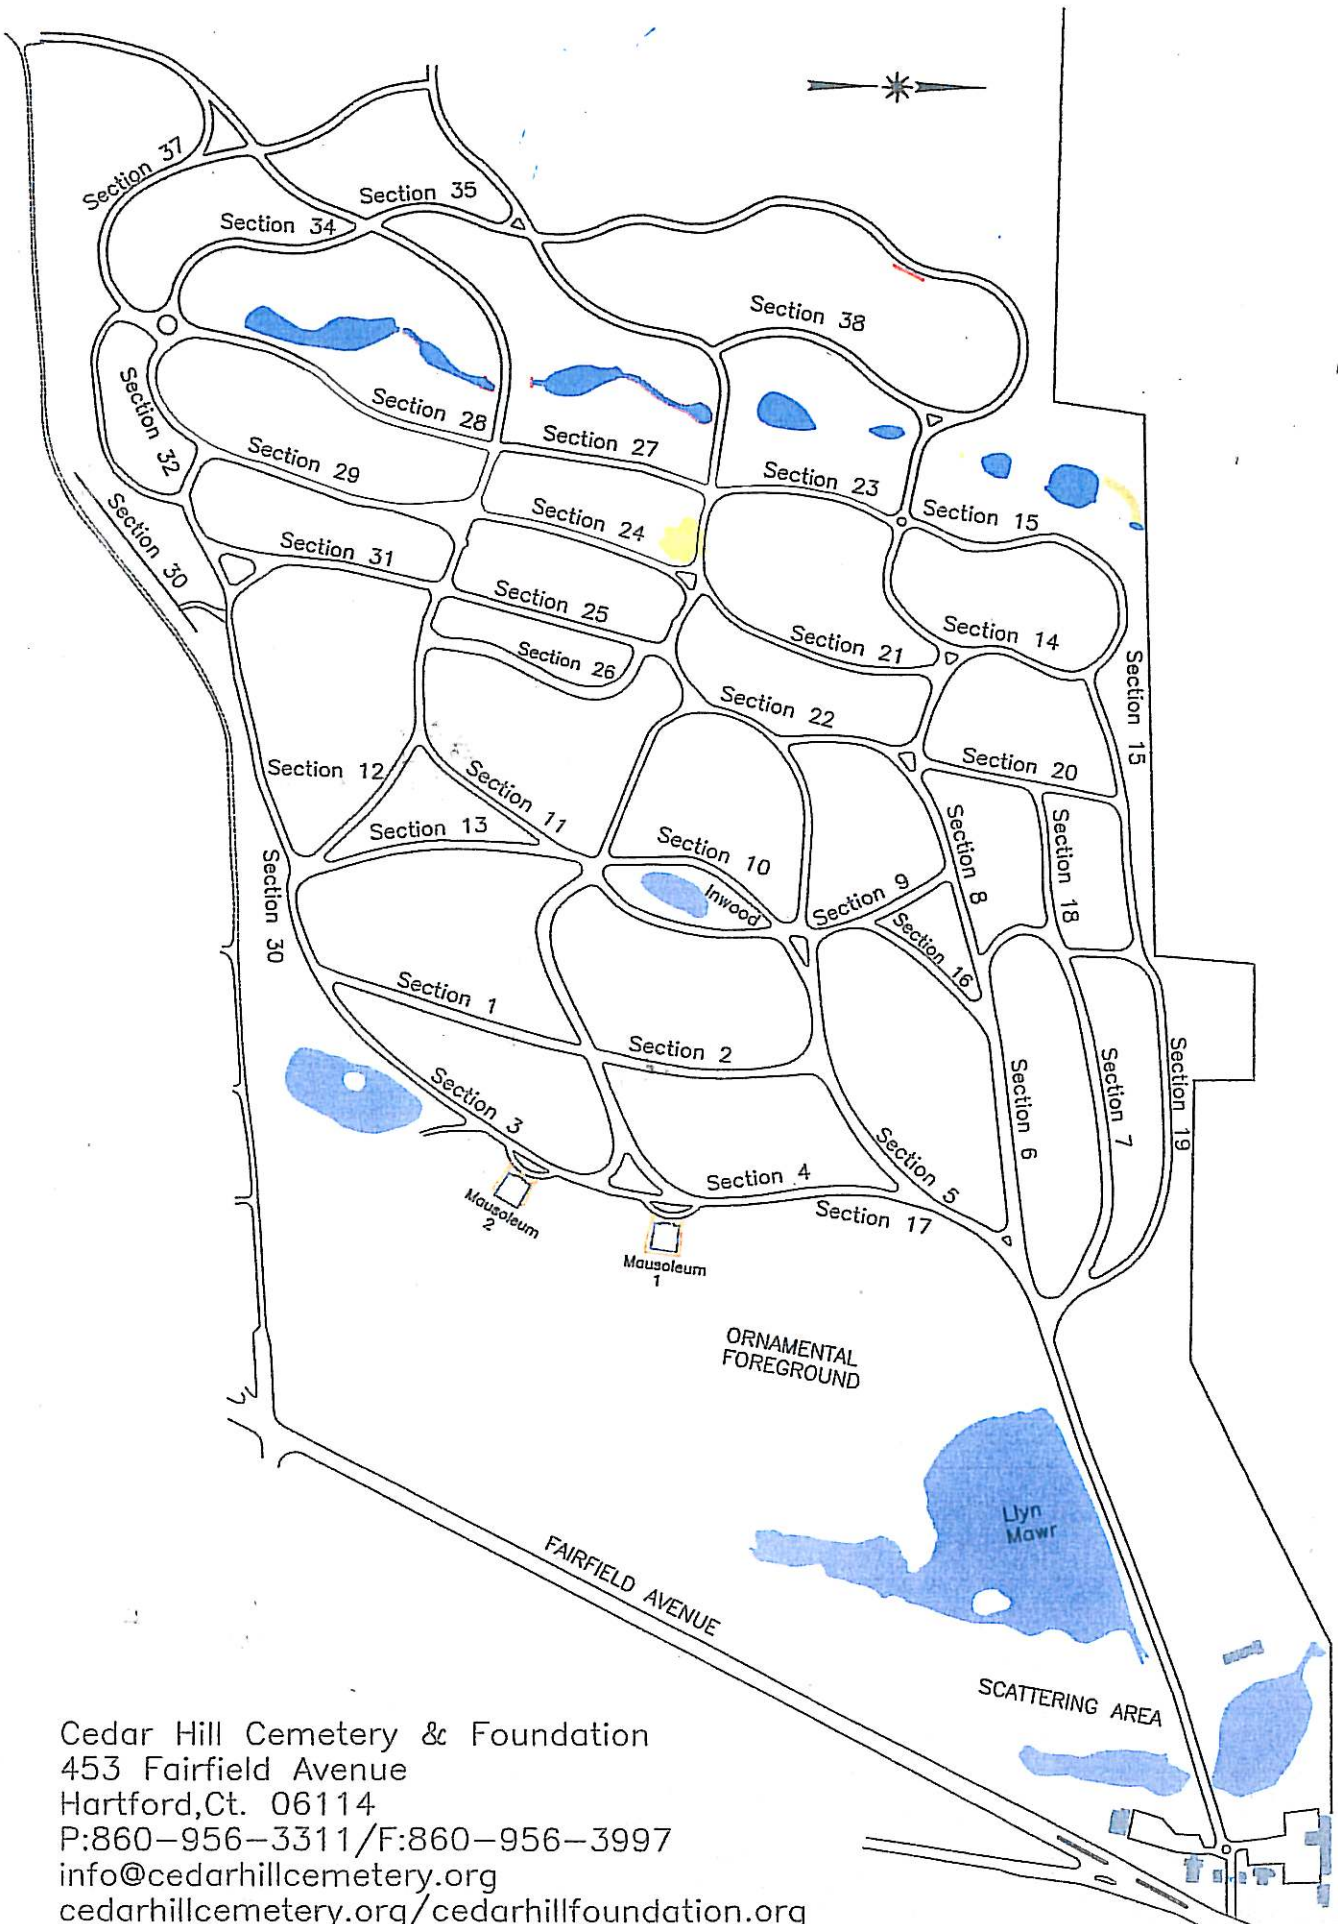 Section 37
Section 35
Section 34
Section 38
Section 32
Section 28
Section 27
Section 29
Section 23
Section 15
Section 24
Section 30
Section 31
Section 25
Section 14
Section 21
Section 26
Section 15
Section 22
Section 20
Section 12
Section 11
Section 13
Section 10
Section 8
Section 18
Section 9
Inwood
Section 30
Section 16
Section 1
Section 2
Section 3
Section 6
Section 7
Section 19
Section 5
Section 4
Section 17
Mausoleum
2
Mausoleum
1
ORNAMENTAL
FOREGROUND
Llyn
Mawr
FAIRFIELD AVENUE
SCATTERING AREA
Cedar Hill Cemetery & Foundation
453 Fairfield Avenue
Hartford,Ct. 06114
P:860-956-3311/F:860-956-3997
info@cedarhillcemetery.org
cedarhillcemetery.org/cedarhillfoundation.org